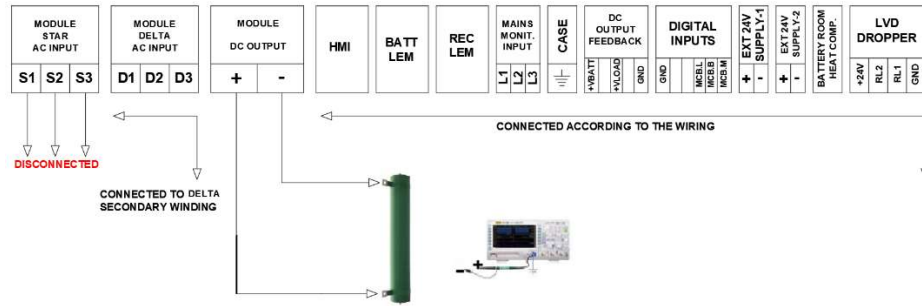 MODULE
STAR
AC INPUT
S1 S2 S3
MODULE
DELTA
AC INPUT
D1 D2 D3
MODULE
DC OUTPUT
+ -
HMI
BATT
LEM
REC
LEM
MAINS
MONIT.
INPUT
L1 L2 L3
CASE
DC
OUTPUT
FEEDBACK
+VBATT +VLOAD GND
DIGITAL
INPUTS
GND MCB.L MCB.B MCB.M
EXT 24V
SUPPLY-1
+ -
EXT 24V
SUPPLY-2
+ -
BATTERY ROOM
HEAT COMP.
LVD
DROPPER
+24V RL2 RL1 GND
DISCONNECTED
CONNECTED ACCORDING TO THE WIRING
CONNECTED TO DELTA
SECONDARY WINDING
+
-